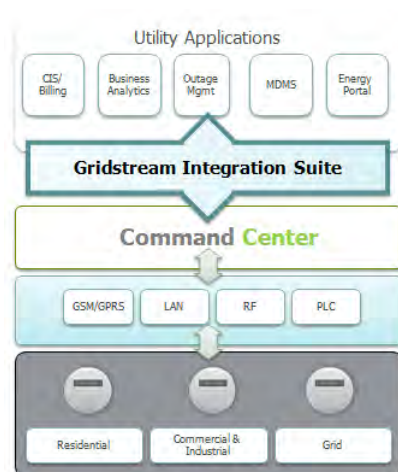 Utility Applications
CIS/
Billing
Business
Analytics
Outage
Mgmt
MDMS
Energy
Portal
Gridstream Integration Suite
Command Center
GSM/GPRS
LAN
RF
PLC
Residential
Commercial &
Industrial
Grid